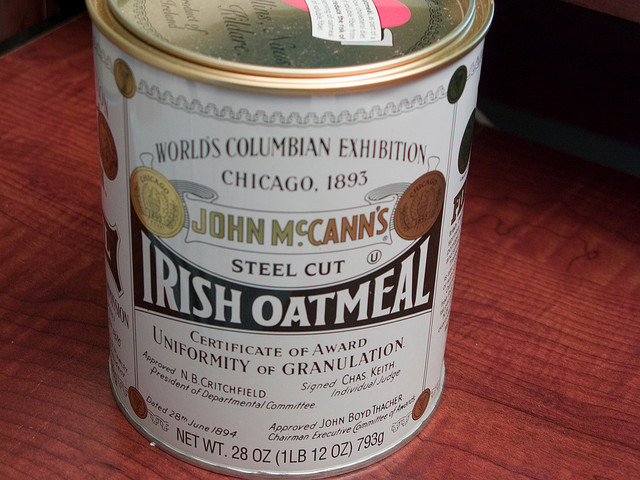 WORLD'S COLUMBIAN EXHIBITION
CHICAGO, 1893
JOHN McCANN'S
STEEL CUT U
IRISH OATMEAL
CERTIFICATE OF AWARD
UNIFORMITY OF GRANULATION
Approved N.B. CRITCHFIELD
President of Departmental Committee
Signed CHAS KEITH
Individual Judge
Dated 28th June 1894
Approved JOHN BOYD THACHER
Chairman Executive Committee of Awards
NET WT. 28 OZ (1LB 12 OZ) 793g